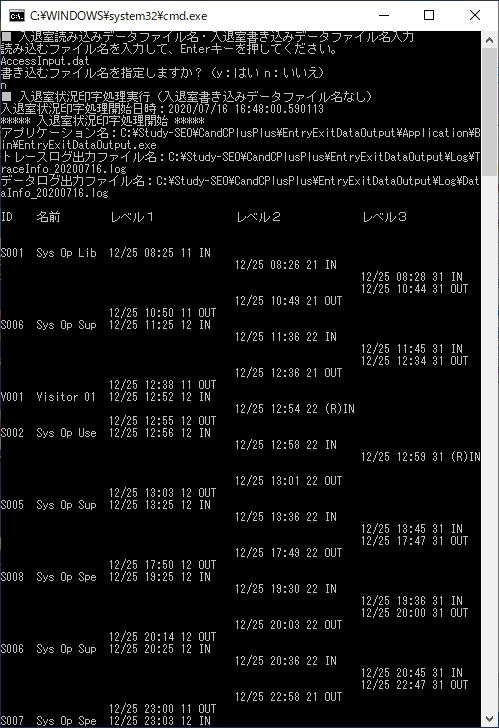 C:¥WINDOWS¥system32¥cmd.exe
■ 入退室読み込みデータファイル名・入退室書き込みデータファイル名入力
読み込むファイル名を入力して、Enterキーを押してください。
AccessInput.dat
書き込むファイル名を指定しますか？（y：はい n：いいえ）
n
■ 入退室状況印字処理実行（入退室書き込みデータファイル名なし）
入退室状況印字処理開始日時：2020/07/16 16:48:00.590113
***** 入退室状況印字処理開始 *****
アプリケーション名：C:¥Study-SEO¥CandCPlusPlus¥EntryExitDataOutput¥Application¥B
in¥EntryExitDataOutput.exe
トレースログ出力ファイル名：C:¥Study-SEO¥CandCPlusPlus¥EntryExitDataOutput¥Log¥T
raceInfo_20200716.log
データログ出力ファイル名：C:¥Study-SEO¥CandCPlusPlus¥EntryExitDataOutput¥Log¥Dat
aInfo_20200716.log
ID 名前 レベル１ レベル２ レベル３
S001 Sys Op Lib 12/25 08:25 11 IN
12/25 08:26 21 IN
12/25 08:28 31 IN
12/25 10:44 31 OUT
12/25 10:49 21 OUT
12/25 10:50 11 OUT
S006 Sys Op Sup 12/25 11:25 12 IN
12/25 11:36 22 IN
12/25 11:45 31 IN
12/25 12:34 31 OUT
12/25 12:36 21 OUT
12/25 12:38 11 OUT
V001 Visitor 01 12/25 12:52 12 IN
12/25 12:54 22 (R)IN
12/25 12:55 12 OUT
S002 Sys Op Use 12/25 12:56 12 IN
12/25 12:58 22 IN
12/25 12:59 31 (R)IN
12/25 13:01 22 OUT
12/25 13:03 12 OUT
S005 Sys Op Sup 12/25 13:25 12 IN
12/25 13:36 22 IN
12/25 13:45 31 IN
12/25 17:47 31 OUT
12/25 17:49 22 OUT
12/25 17:50 12 OUT
S008 Sys Op Spe 12/25 19:25 12 IN
12/25 19:30 22 IN
12/25 19:36 31 IN
12/25 20:00 31 OUT
12/25 20:03 22 OUT
12/25 20:14 12 OUT
S006 Sys Op Sup 12/25 20:25 12 IN
12/25 20:36 22 IN
12/25 20:45 31 IN
12/25 22:47 31 OUT
12/25 22:58 21 OUT
12/25 23:00 11 OUT
S007 Sys Op Spe 12/25 23:03 12 IN